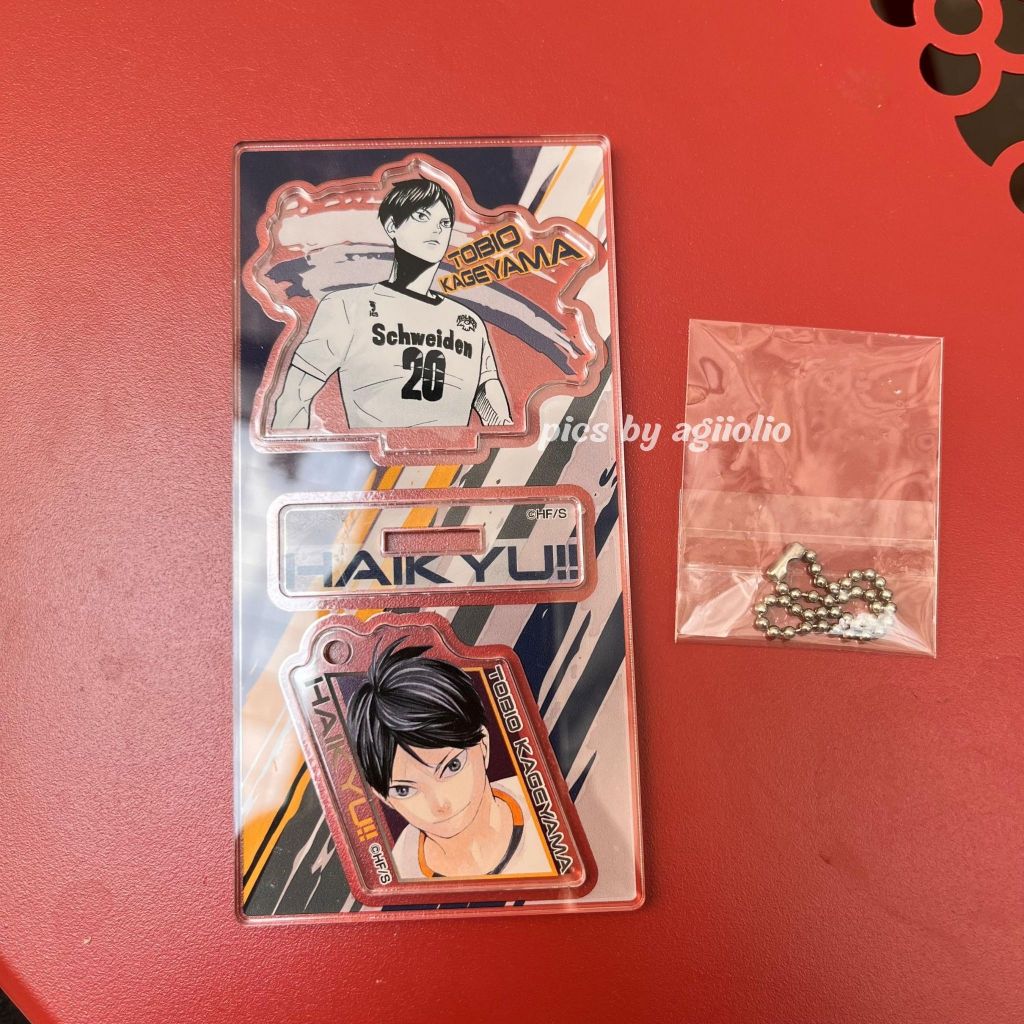 TOBIO
KAGEYAMA
Schweiden
20
pics by agiiolio
©HF/S
HAIKYU!!
HAIKYU!!
©HF/S
TOBIO KAGEYAMA